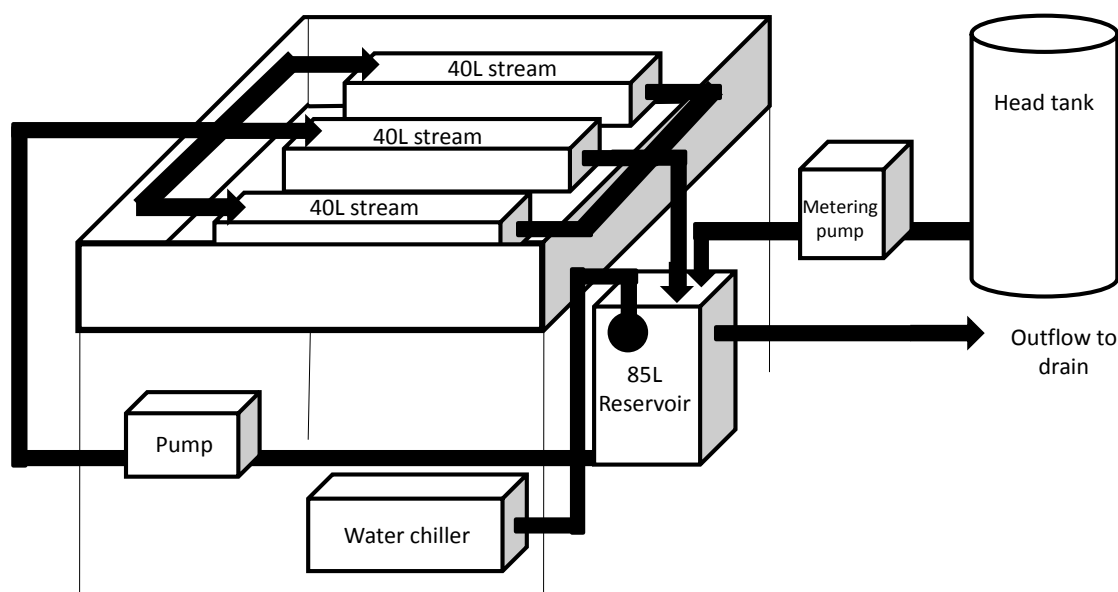 40L stream
40L stream
40L stream
Head tank
Metering
pump
Outflow to
drain
85L
Reservoir
Pump
Water chiller